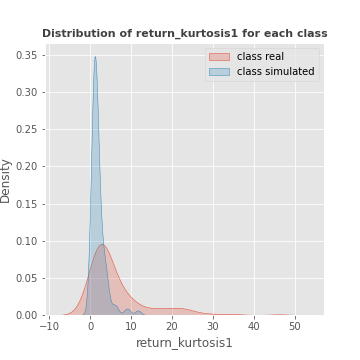 Distribution of return_kurtosis1 for each class
class real
class simulated
0.35
0.30
0.25
0.20
0.15
0.10
0.05
0.00
Density
−10 0 10 20 30 40 50
return_kurtosis1